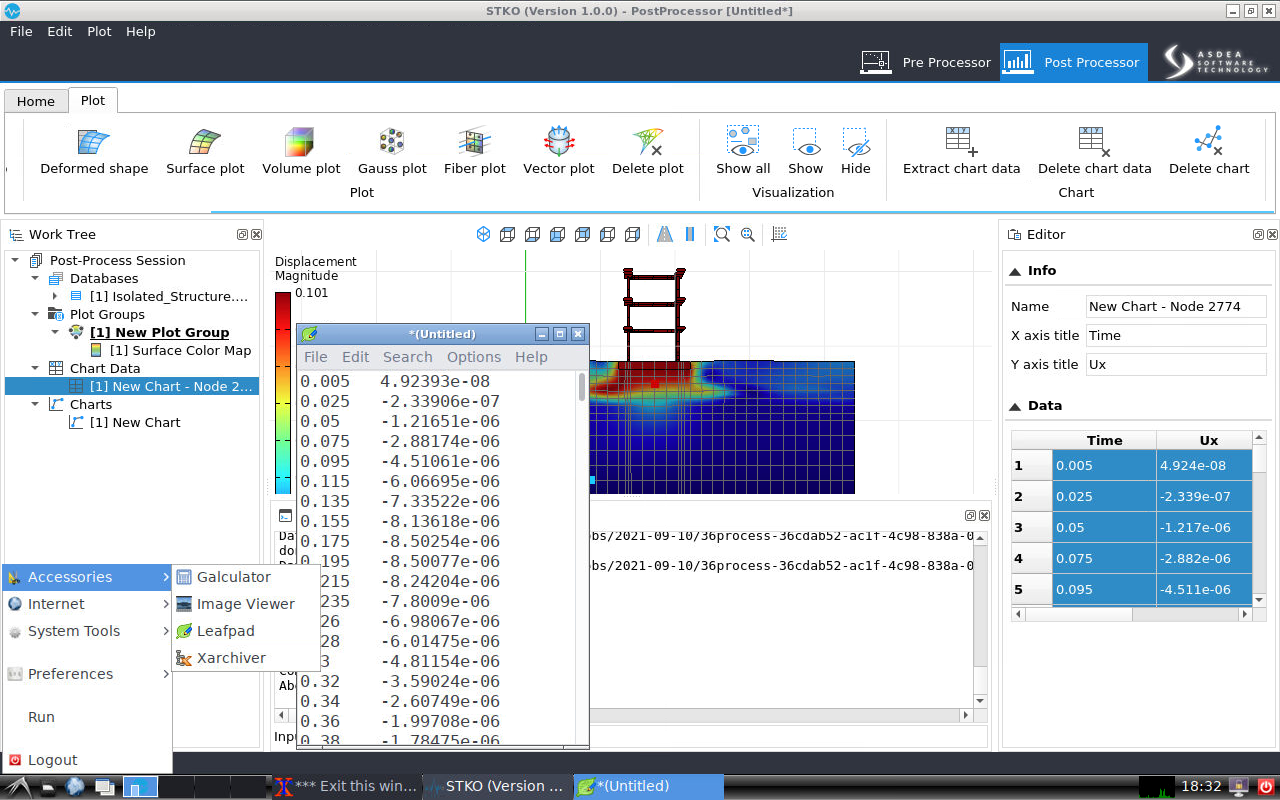 STKO (Version 1.0.0) - PostProcessor [Untitled*]
File Edit Plot Help
Pre Processor Post Processor ASDEA SOFTWARE TECHNOLOGY
Home Plot
Deformed shape Surface plot Volume plot Gauss plot Fiber plot Vector plot Delete plot Show all Show Hide Extract chart data Delete chart data Delete chart
Plot Visualization Chart
Work Tree
Post-Process Session
Databases
[1] Isolated_Structure....
Plot Groups
[1] New Plot Group
[1] Surface Color Map
Chart Data
[1] New Chart - Node 2...
Charts
[1] New Chart
Displacement
Magnitude
0.101
*(Untitled)
File Edit Search Options Help
0.005 4.92393e-08
0.025 -2.33906e-07
0.05 -1.21651e-06
0.075 -2.88174e-06
0.095 -4.51061e-06
0.115 -6.06695e-06
0.135 -7.33522e-06
0.155 -8.13618e-06
0.175 -8.50254e-06
0.195 -8.50077e-06
215 -8.24204e-06
235 -7.8009e-06
26 -6.98067e-06
28 -6.01475e-06
3 -4.81154e-06
0.32 -3.59024e-06
0.34 -2.60749e-06
0.36 -1.99708e-06
0.38 -1.78475e-06
obs/2021-09-10/36process-36cdab52-ac1f-4c98-838a-0
obs/2021-09-10/36process-36cdab52-ac1f-4c98-838a-0
Da
do
Abo
Inpu
Editor
Info
Name New Chart - Node 2774
X axis title Time
Y axis title Ux
Data
Time Ux
1 0.005 4.924e-08
2 0.025 -2.339e-07
3 0.05 -1.217e-06
4 0.075 -2.882e-06
5 0.095 -4.511e-06
Accessories
Internet
System Tools
Preferences
Run
Logout
Galculator
Image Viewer
Leafpad
Xarchiver
*** Exit this win... STKO (Version ... *(Untitled) 18:32